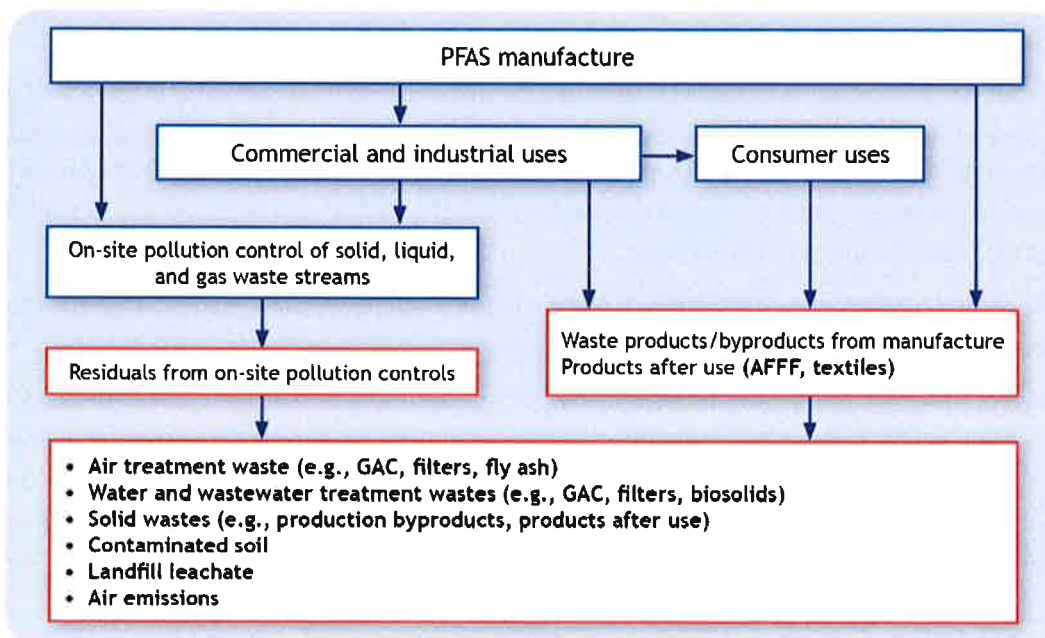 PFAS manufacture
Commercial and industrial uses
Consumer uses
On-site pollution control of solid, liquid,
and gas waste streams
Waste products/byproducts from manufacture
Products after use (AFFF, textiles)
Residuals from on-site pollution controls
• Air treatment waste (e.g., GAC, filters, fly ash)
• Water and wastewater treatment wastes (e.g., GAC, filters, biosolids)
• Solid wastes (e.g., production byproducts, products after use)
• Contaminated soil
• Landfill leachate
• Air emissions